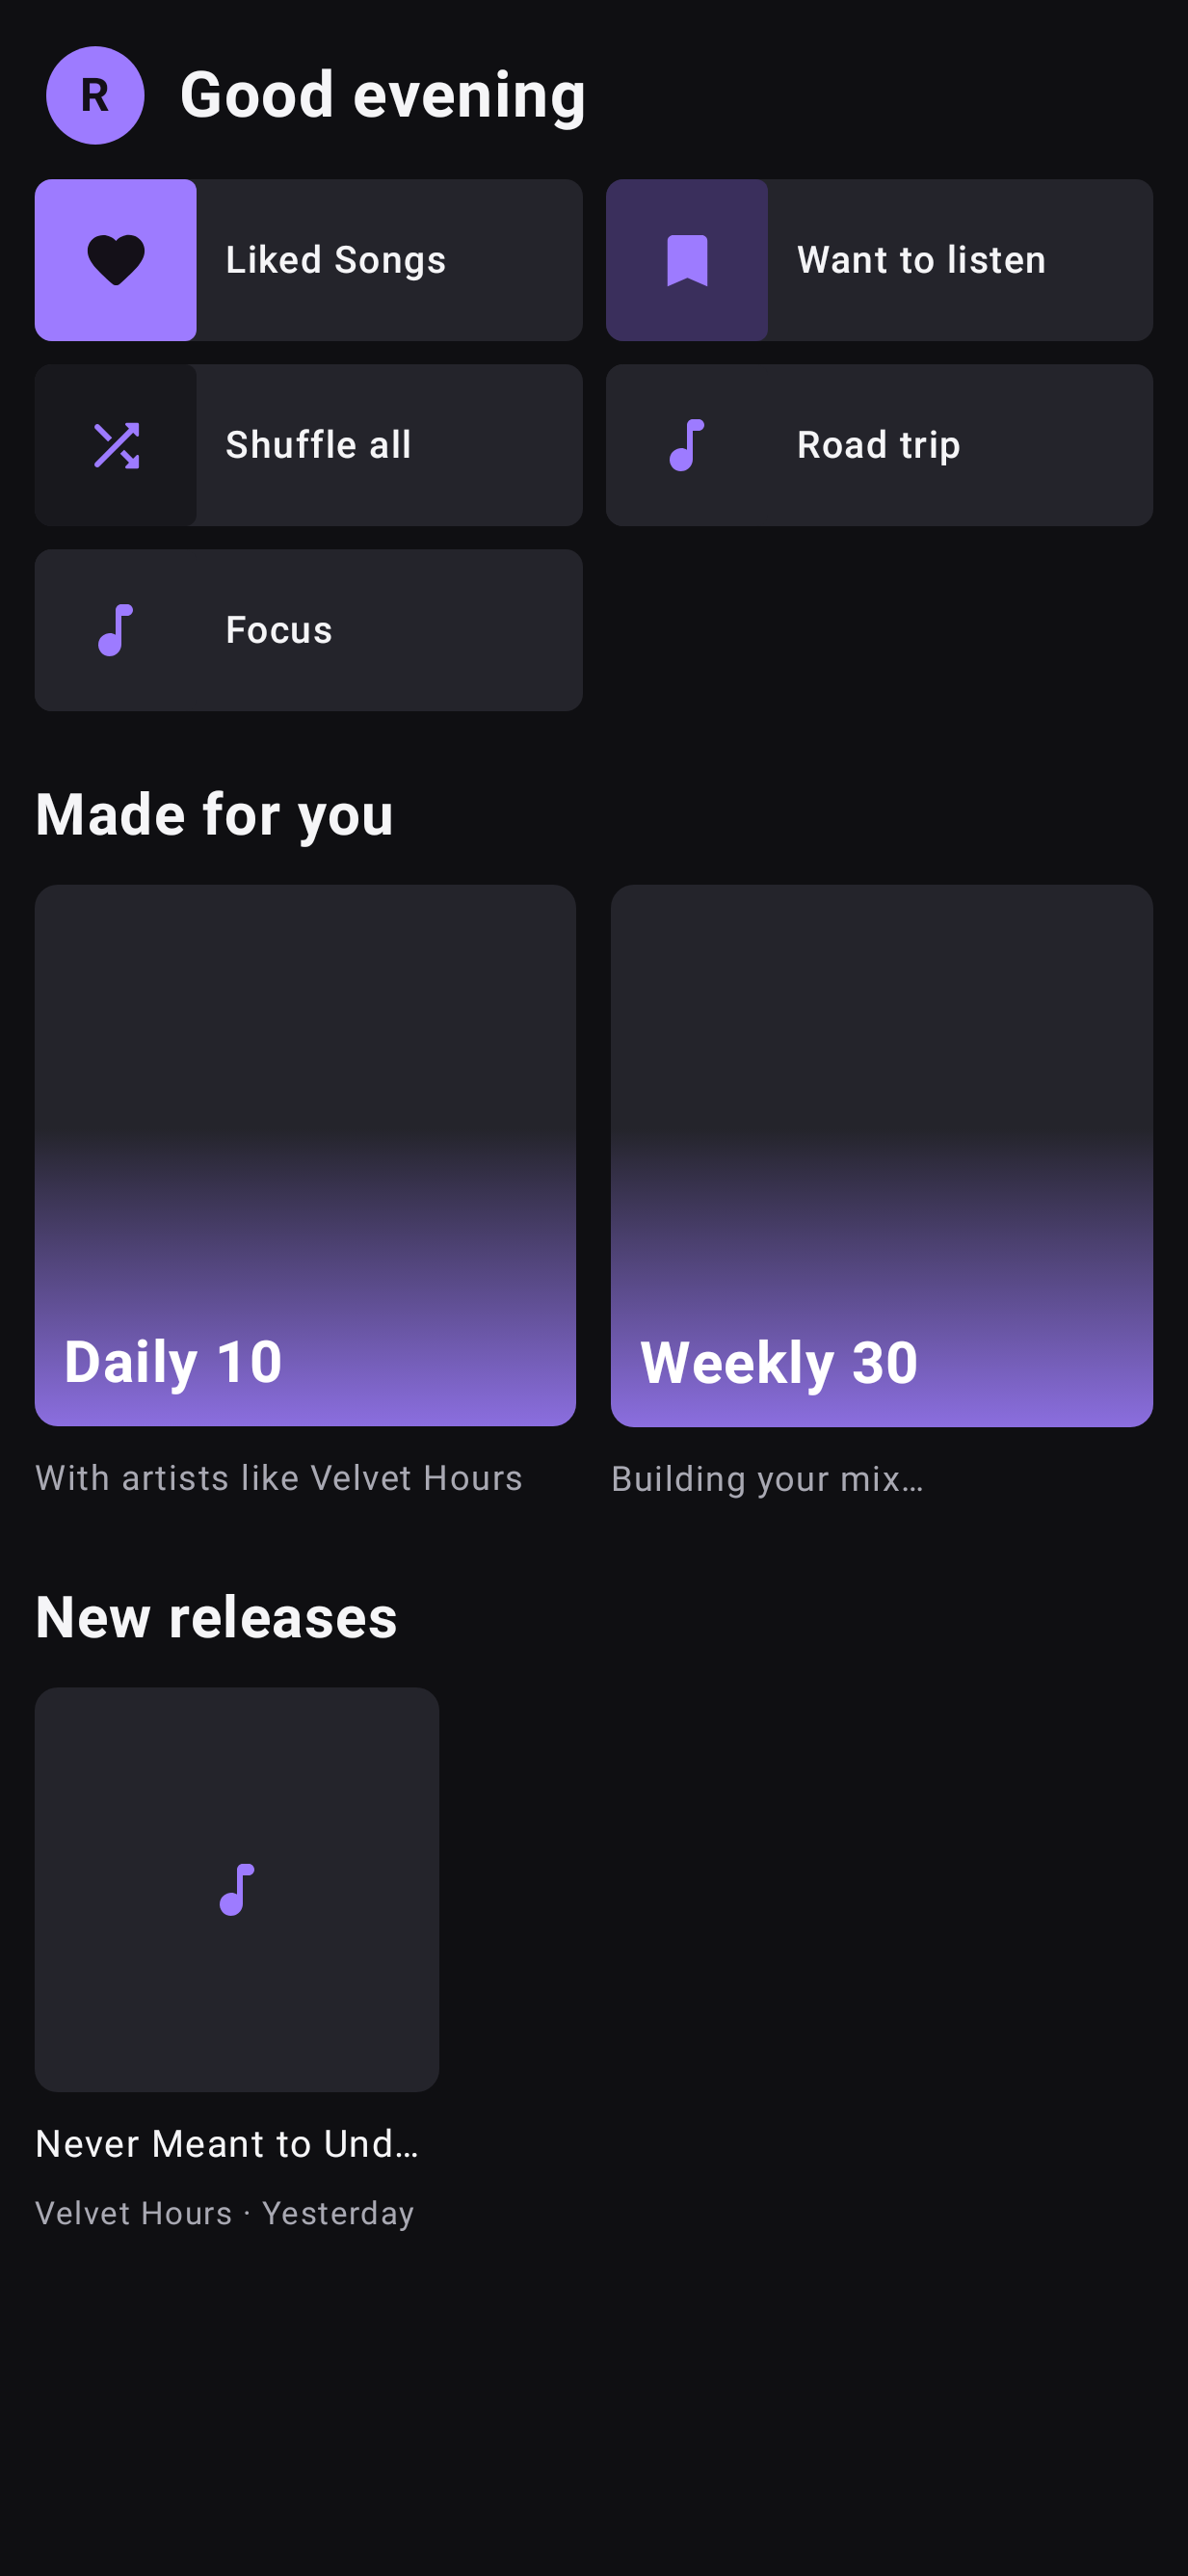 R
Good evening
Liked Songs
Want to listen
Shuffle all
Road trip
Focus
Made for you
Daily 10
Weekly 30
With artists like Velvet Hours
Building your mix…
New releases
Never Meant to Und…
Velvet Hours · Yesterday